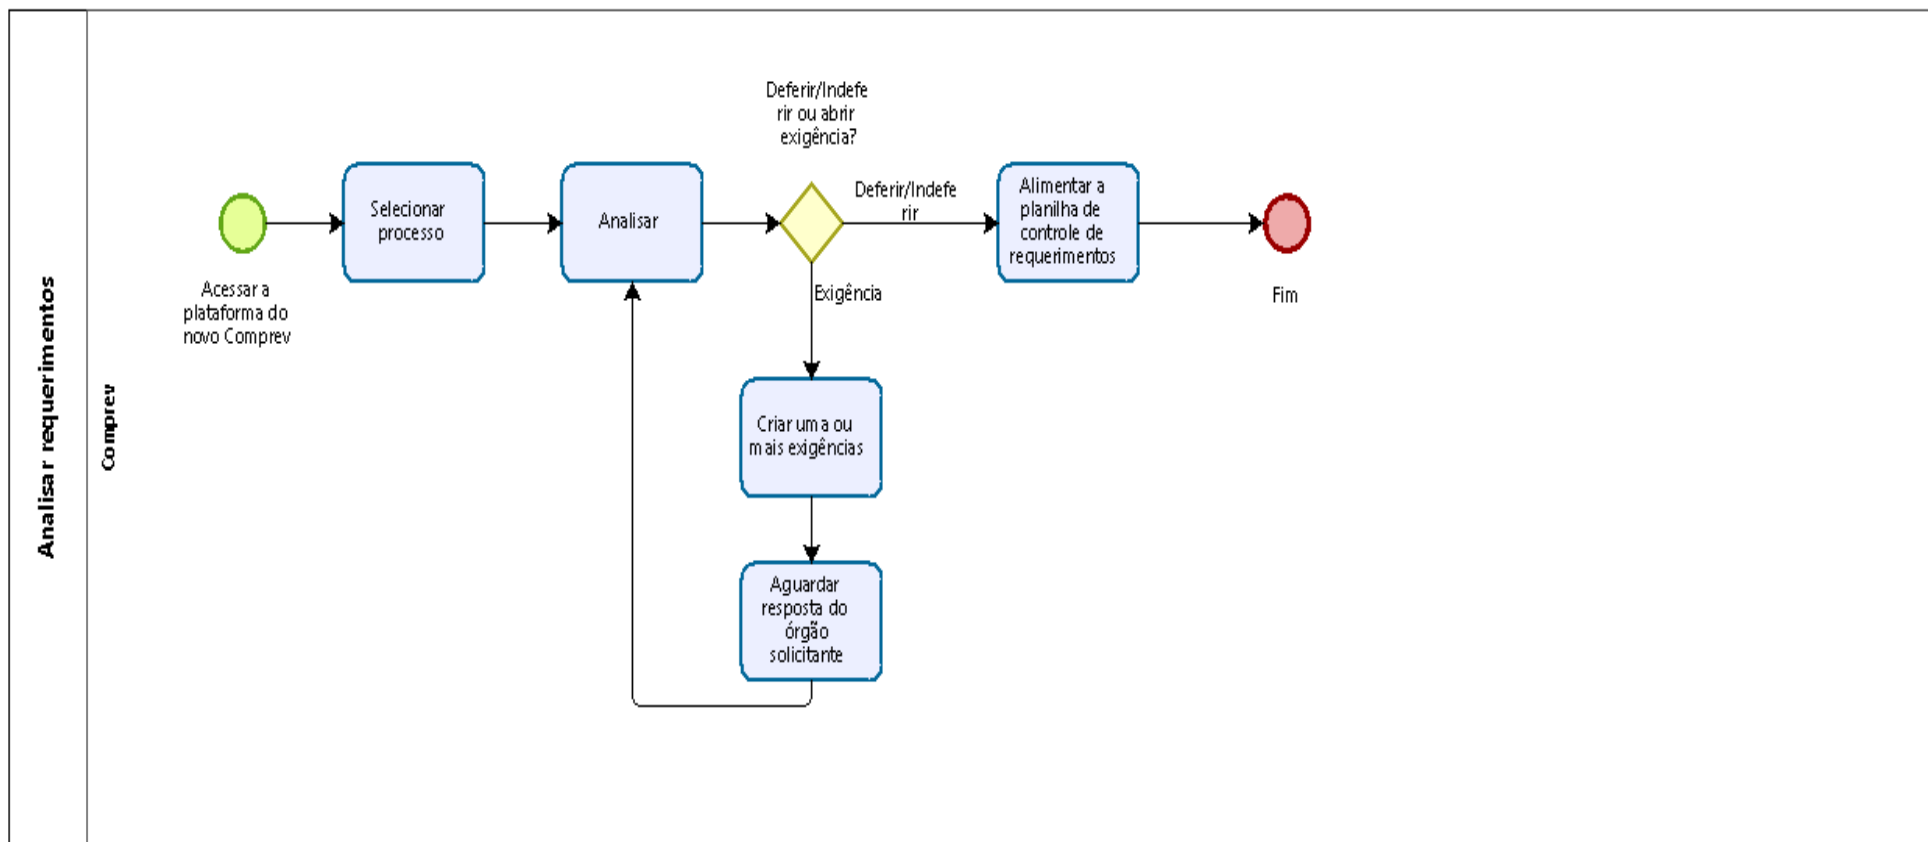 Analisar requerimentos
Comprev
Acessar a
plataforma do
novo Comprev
Selecionar
processo
Analisar
Deferir/Indefe
rir ou abrir
exigência?
Deferir/Indefe
rir
Alimentar a
planilha de
controle de
requerimentos
Fim
Exigência
Criar uma ou
mais exigências
Aguardar
resposta do
órgão
solicitante